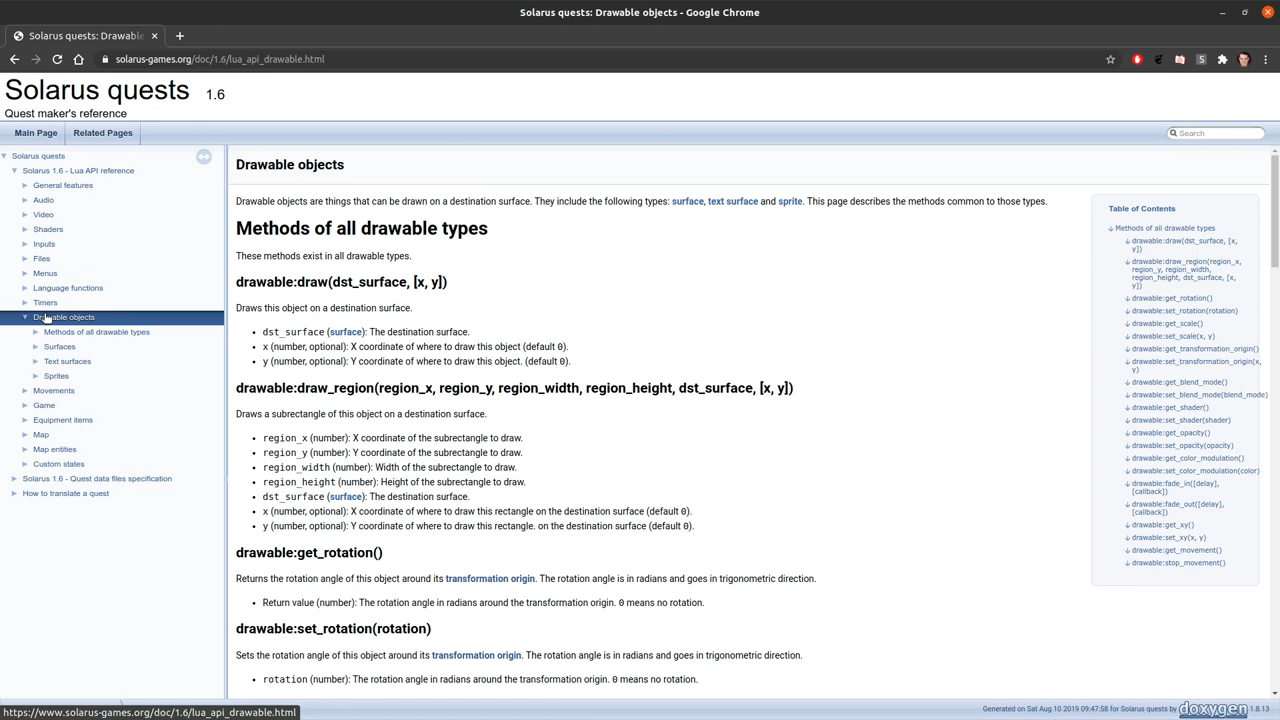 Solarus quests: Drawable objects - Google Chrome
Solarus quests: Drawable
solarus-games.org/doc/1.6/lua_api_drawable.html
Solarus quests 1.6
Quest maker's reference
Main Page
Related Pages
Search
Solarus quests
Solarus 1.6 - Lua API reference
General features
Audio
Video
Shaders
Inputs
Files
Menus
Language functions
Timers
Drawable objects
Methods of all drawable types
Surfaces
Text surfaces
Sprites
Movements
Game
Equipment items
Map
Map entities
Custom states
Solarus 1.6 - Quest data files specification
How to translate a quest
Drawable objects
Drawable objects are things that can be drawn on a destination surface. They include the following types: surface, text surface and sprite. This page describes the methods common to those types.
Methods of all drawable types
These methods exist in all drawable types.
drawable:draw(dst_surface, [x, y])
Draws this object on a destination surface.
• dst_surface (surface): The destination surface.
• x (number, optional): X coordinate of where to draw this object (default 0).
• y (number, optional): Y coordinate of where to draw this object. (default 0).
drawable:draw_region(region_x, region_y, region_width, region_height, dst_surface, [x, y])
Draws a subrectangle of this object on a destination surface.
• region_x (number): X coordinate of the subrectangle to draw.
• region_y (number): Y coordinate of the subrectangle to draw.
• region_width (number): Width of the subrectangle to draw.
• region_height (number): Height of the subrectangle to draw.
• dst_surface (surface): The destination surface.
• x (number, optional): X coordinate of where to draw this rectangle on the destination surface (default 0).
• y (number, optional): Y coordinate of where to draw this rectangle. on the destination surface (default 0).
drawable:get_rotation()
Returns the rotation angle of this object around its transformation origin. The rotation angle is in radians and goes in trigonometric direction.
• Return value (number): The rotation angle in radians around the transformation origin. 0 means no rotation.
drawable:set_rotation(rotation)
Sets the rotation angle of this object around its transformation origin. The rotation angle is in radians and goes in trigonometric direction.
• rotation (number): The rotation angle in radians around the transformation origin. 0 means no rotation.
Table of Contents
↓ Methods of all drawable types
↓ drawable:draw(dst_surface, [x,
y])
↓ drawable:draw_region(region_x,
region_y, region_width,
region_height, dst_surface, [x,
y])
↓ drawable:get_rotation()
↓ drawable:set_rotation(rotation)
↓ drawable:get_scale()
↓ drawable:set_scale(x, y)
↓ drawable:get_transformation_origin()
↓ drawable:set_transformation_origin(x,
y)
↓ drawable:get_blend_mode()
↓ drawable:set_blend_mode(blend_mode)
↓ drawable:get_shader()
↓ drawable:set_shader(shader)
↓ drawable:get_opacity()
↓ drawable:set_opacity(opacity)
↓ drawable:get_color_modulation()
↓ drawable:set_color_modulation(color)
↓ drawable:fade_in([delay],
[callback])
↓ drawable:fade_out([delay],
[callback])
↓ drawable:get_xy()
↓ drawable:set_xy(x, y)
↓ drawable:get_movement()
↓ drawable:stop_movement()
https://www.solarus-games.org/doc/1.6/lua_api_drawable.html
Generated on Sat Aug 10 2019 09:47:58 for Solarus quests by doxygen 1.8.13